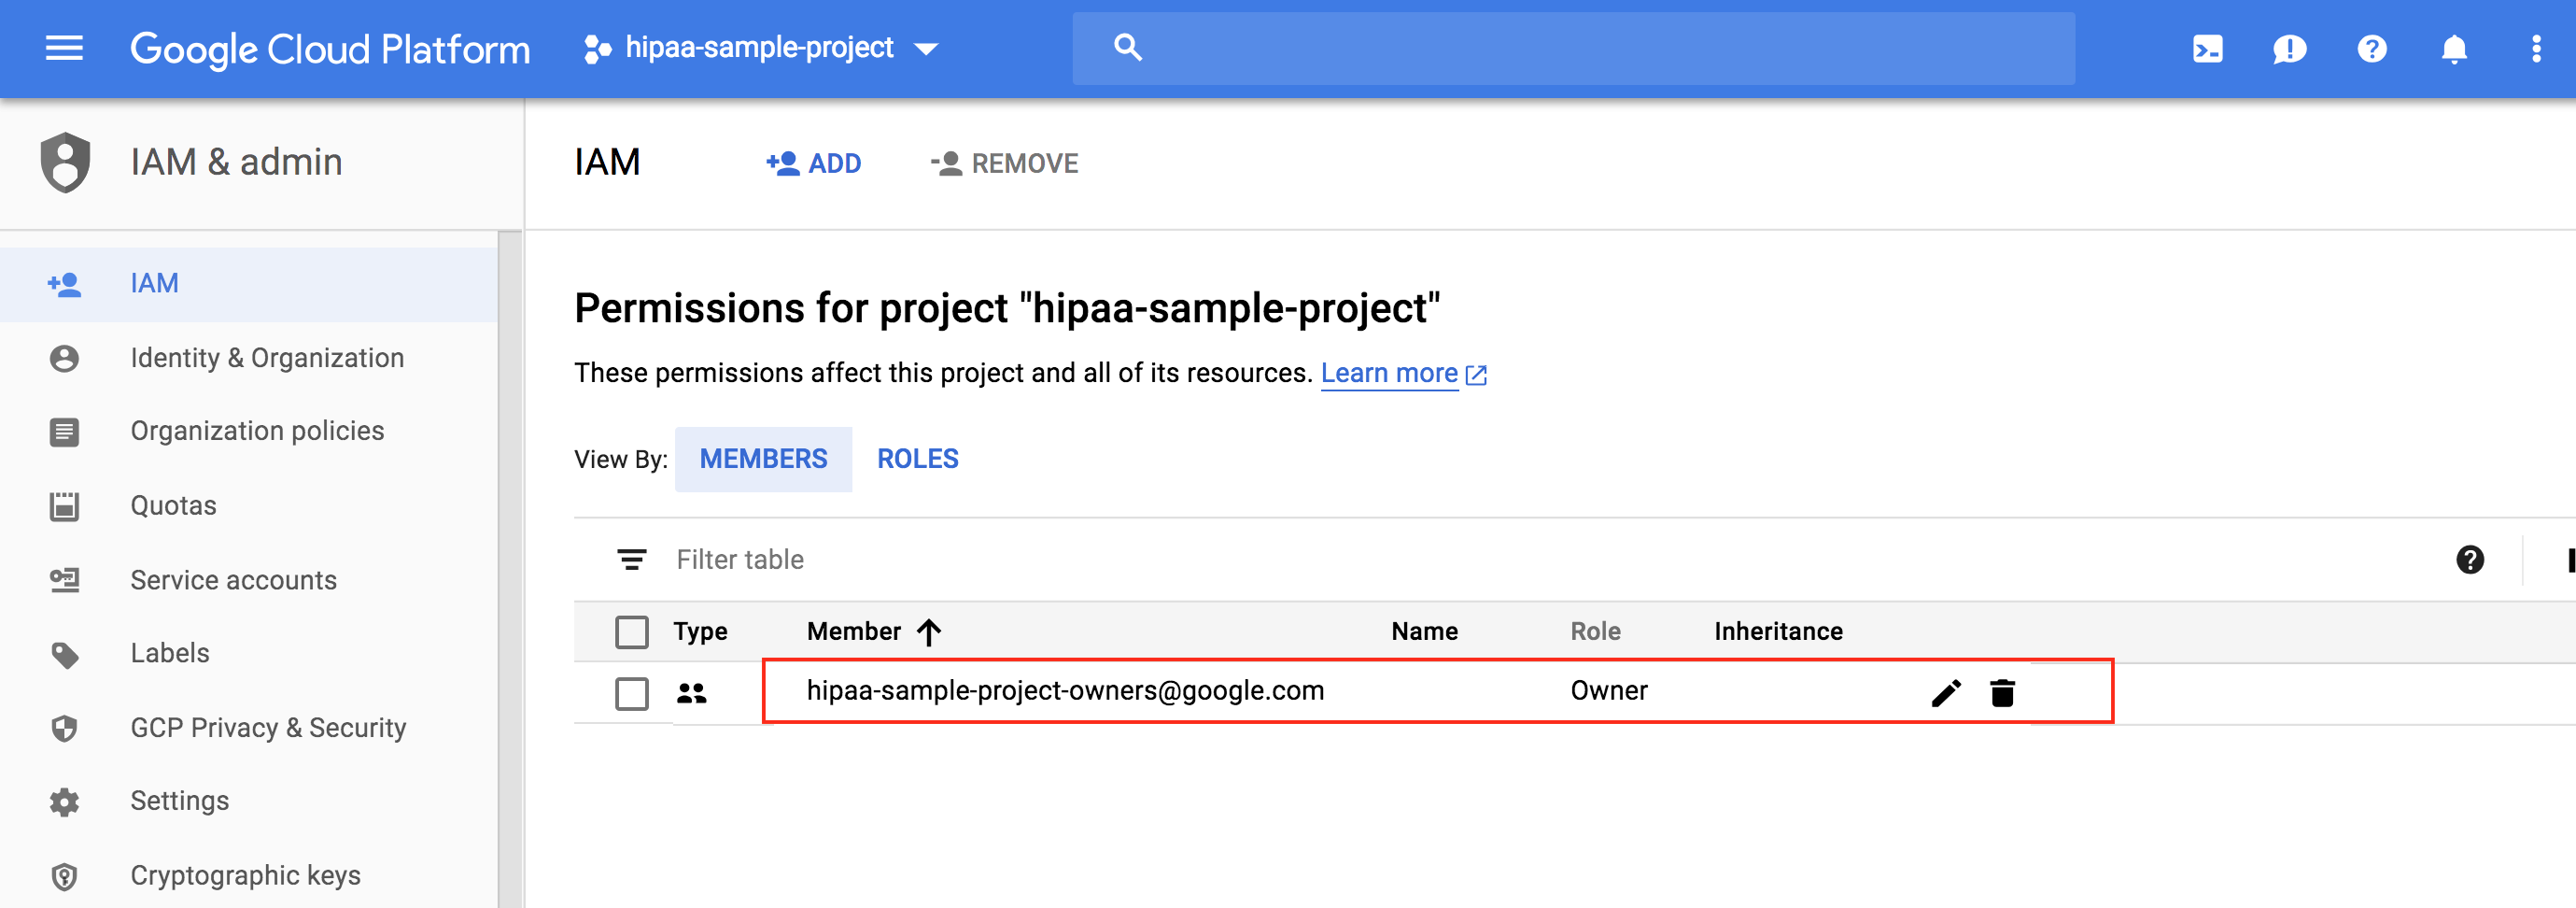 Google Cloud Platform
hipaa-sample-project
IAM & admin
IAM
ADD
REMOVE
IAM
Identity & Organization
Organization policies
Quotas
Service accounts
Labels
GCP Privacy & Security
Settings
Cryptographic keys
Permissions for project "hipaa-sample-project"
These permissions affect this project and all of its resources. Learn more
View By: MEMBERS ROLES
Filter table
Type Member Name Role Inheritance
hipaa-sample-project-owners@google.com Owner